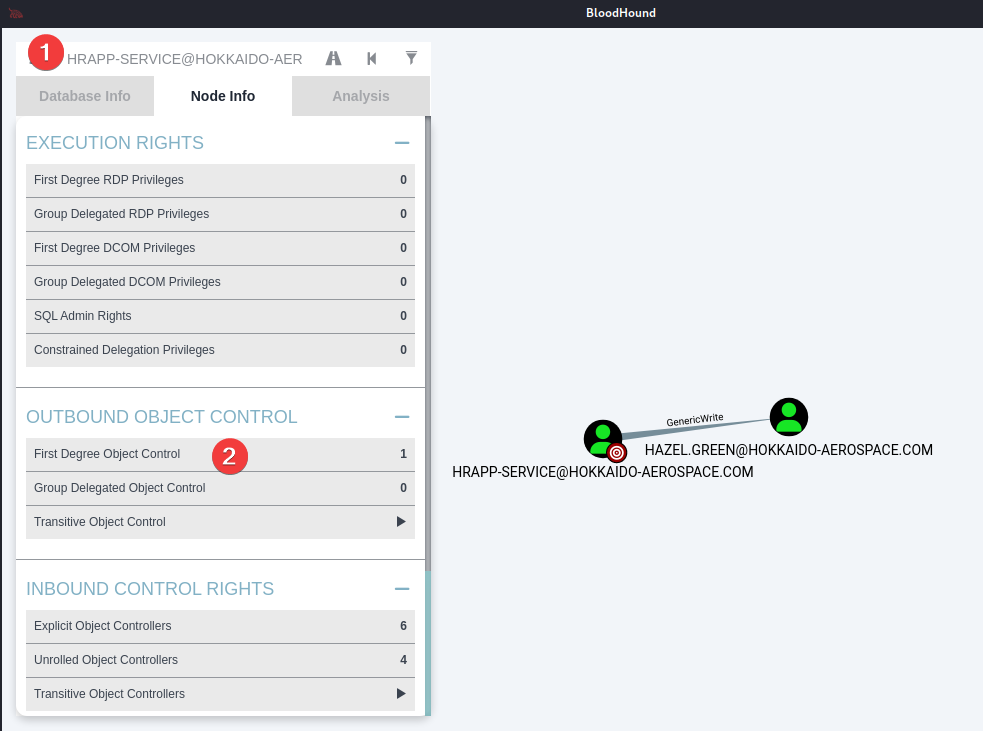 BloodHound
1
HRAPP-SERVICE@HOKKAIDO-AER
Database Info
Node Info
Analysis
EXECUTION RIGHTS
First Degree RDP Privileges 0
Group Delegated RDP Privileges 0
First Degree DCOM Privileges 0
Group Delegated DCOM Privileges 0
SQL Admin Rights 0
Constrained Delegation Privileges 0
OUTBOUND OBJECT CONTROL
First Degree Object Control 2 1
Group Delegated Object Control 0
Transitive Object Control
INBOUND CONTROL RIGHTS
Explicit Object Controllers 6
Unrolled Object Controllers 4
Transitive Object Controllers
GenericWrite
HAZEL.GREEN@HOKKAIDO-AEROSPACE.COM
HRAPP-SERVICE@HOKKAIDO-AEROSPACE.COM